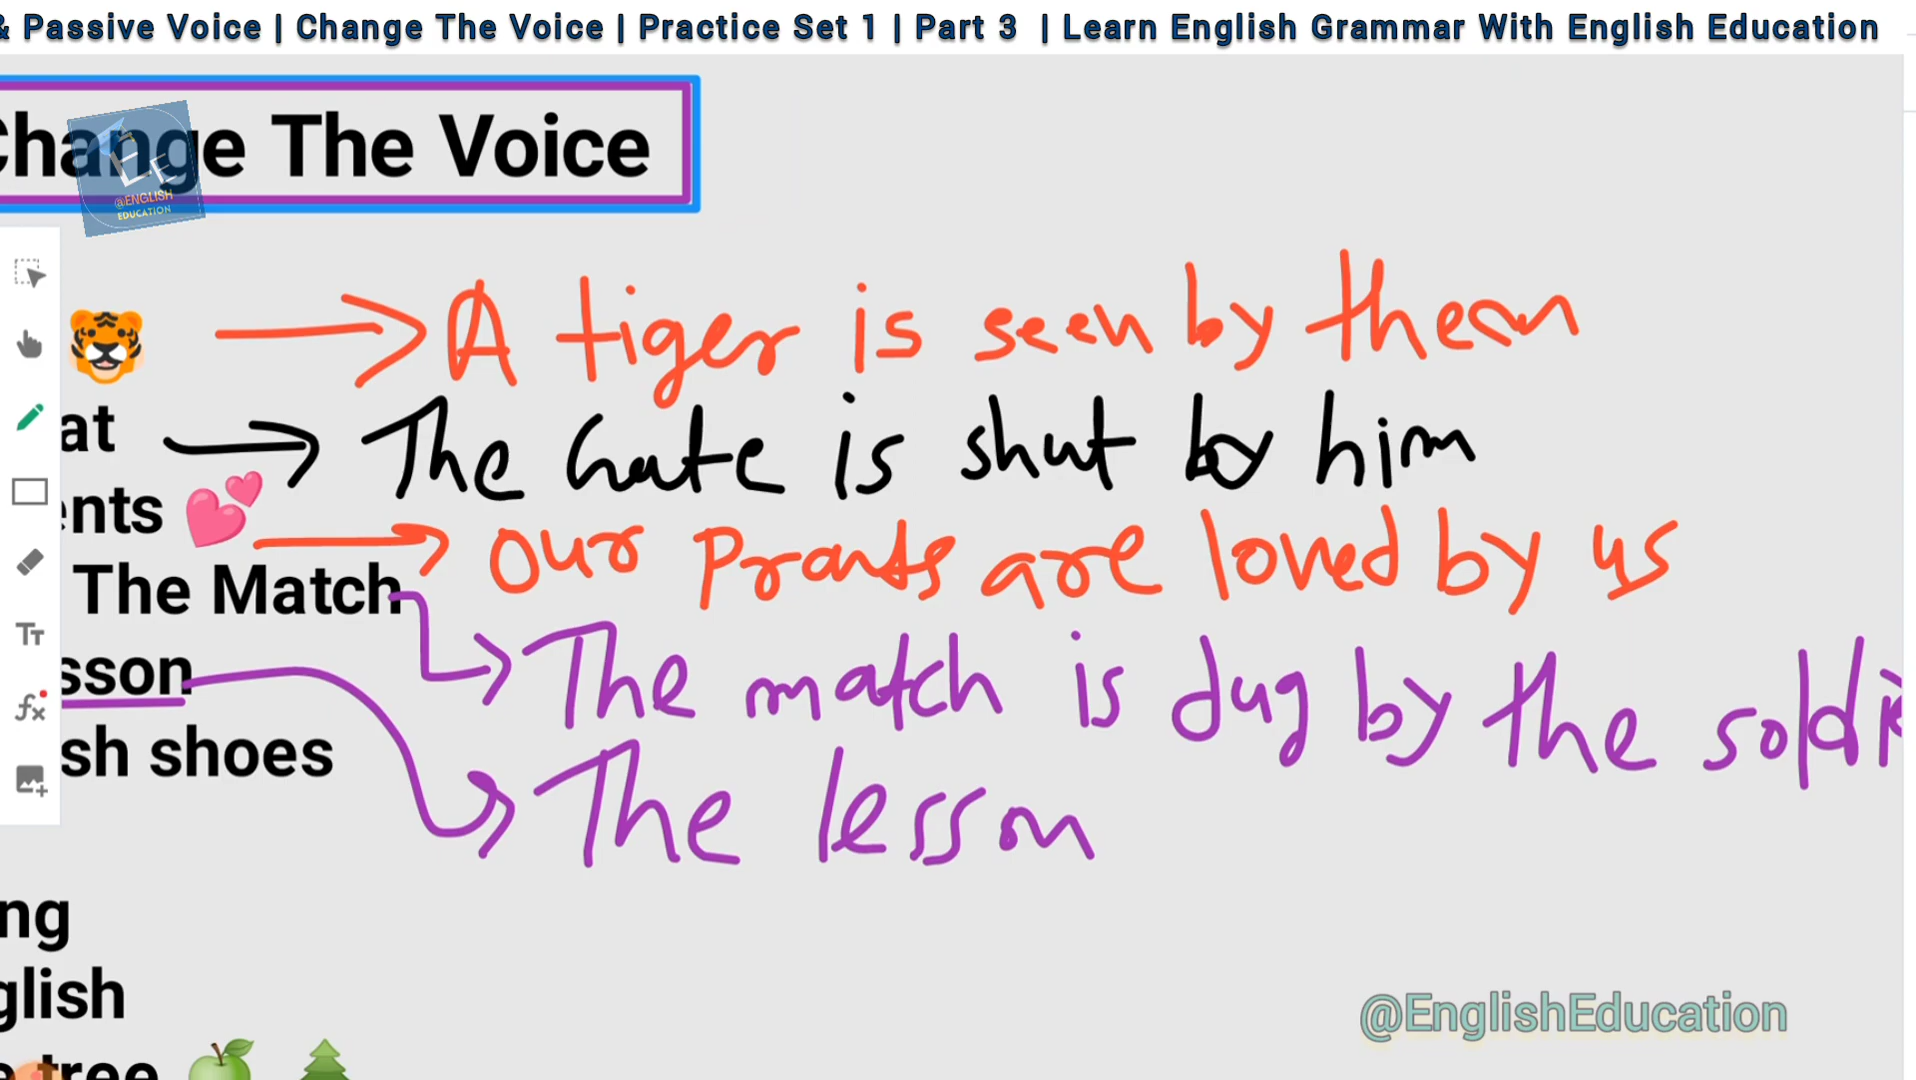 & Passive Voice | Change The Voice | Practice Set 1 | Part 3 | Learn English Grammar With English Education
Change The Voice
E.E
@ENGLISH
EDUCATION
A tiger is seen by them
at
The Gate is shut by him
ents
Our Prants are loved by us
The Match
The match is dug by the soldi
sson
The lesson
sh shoes
ng
glish
@EnglishEducation
e tree
Tт
fx